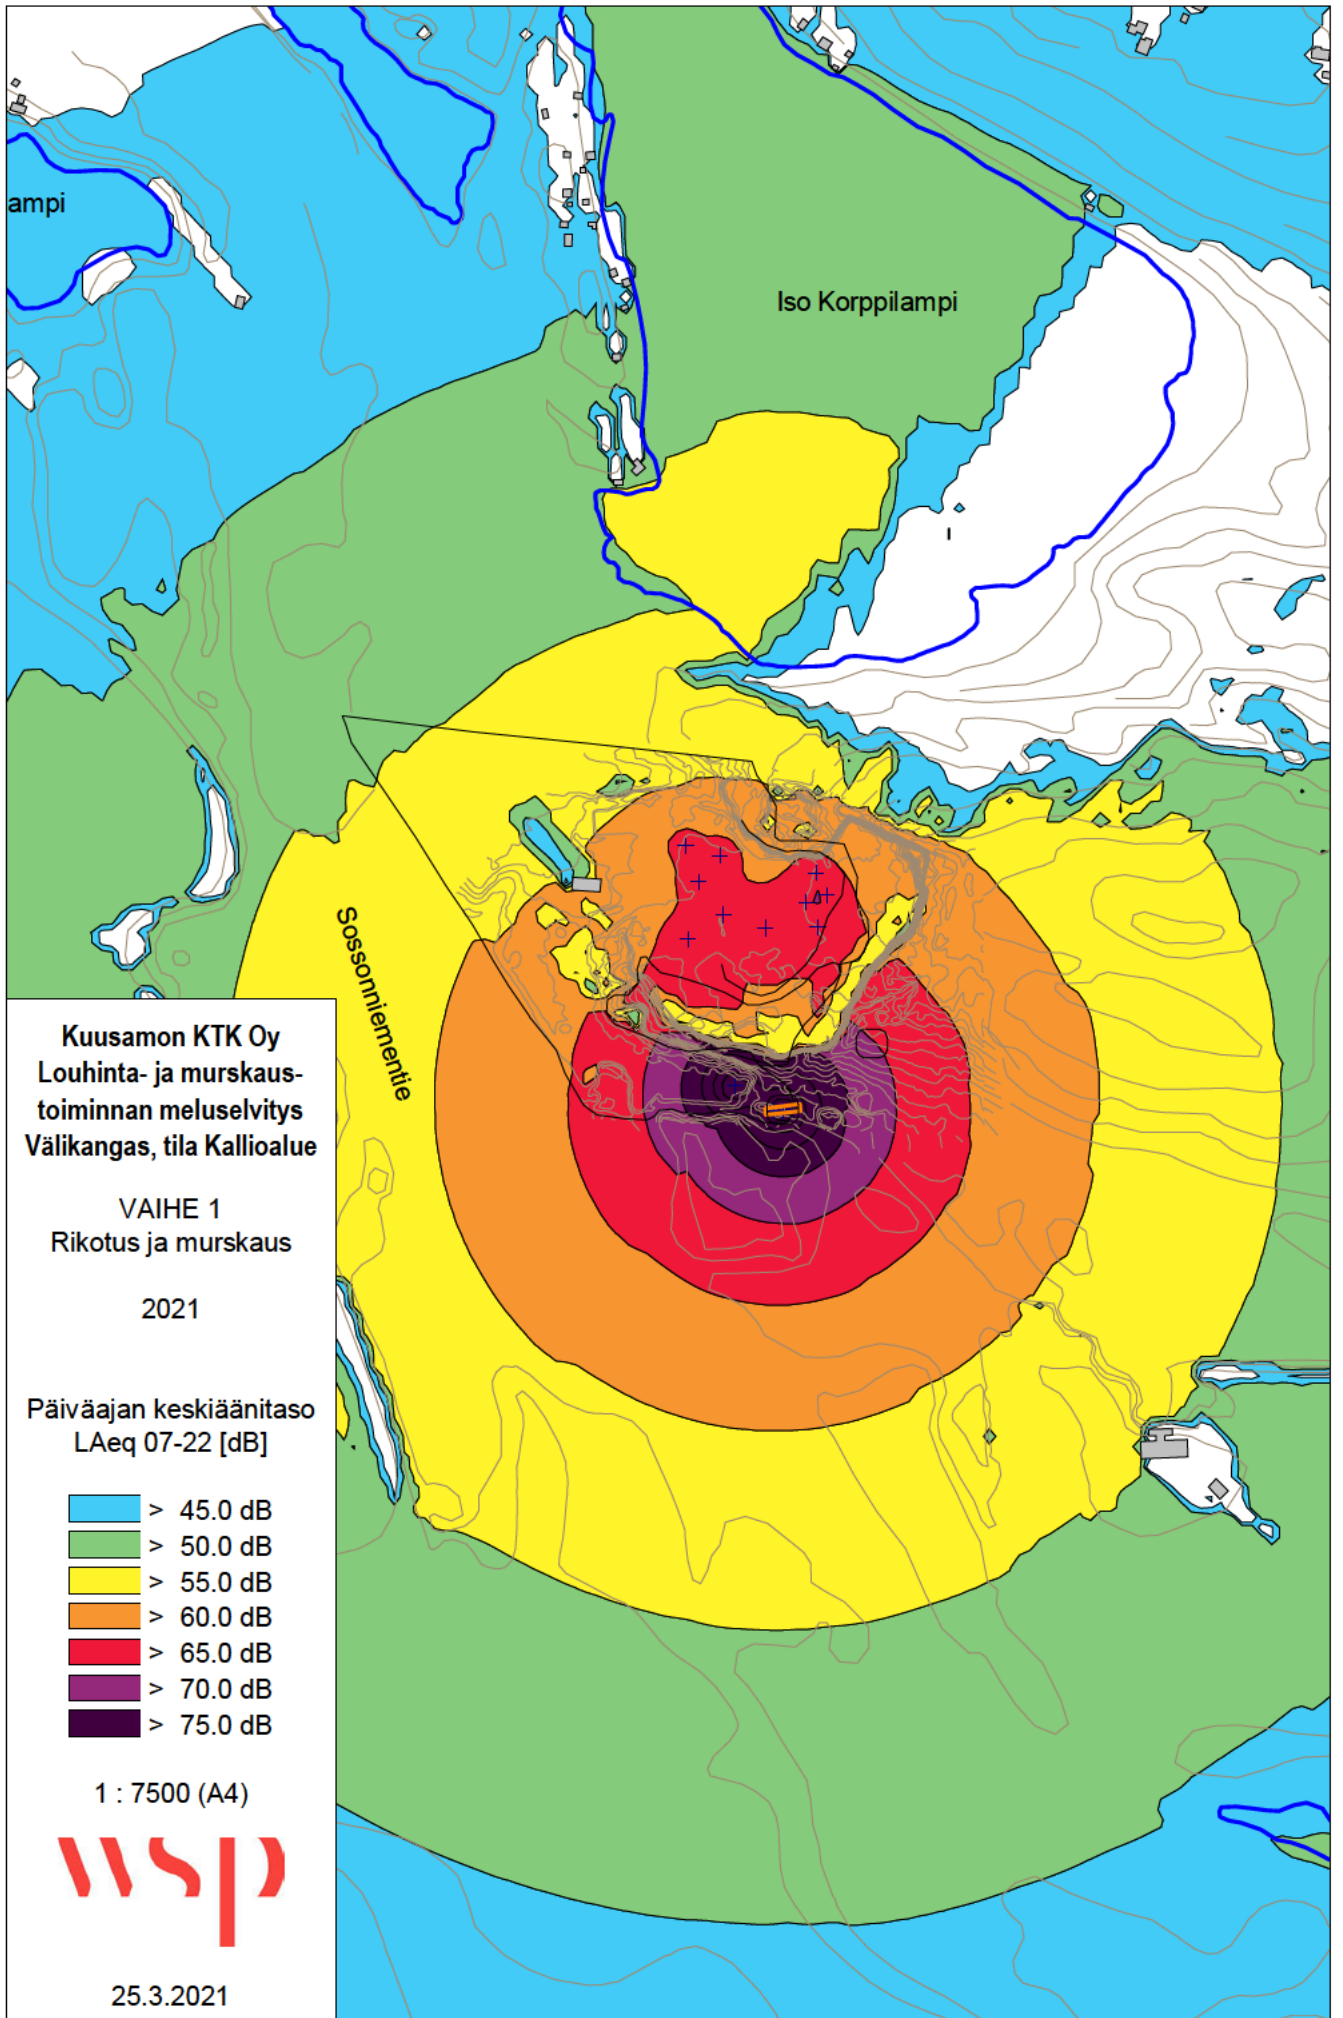 ampi
Iso Korppilampi
Sossonniementie
Kuusamon KTK Oy
Louhinta- ja murskaus-
toiminnan meluselvitys
Välikangas, tila Kallioalue
VAIHE 1
Rikotus ja murskaus
2021
Päiväajan keskiäänitaso
LAeq 07-22 [dB]
> 45.0 dB
> 50.0 dB
> 55.0 dB
> 60.0 dB
> 65.0 dB
> 70.0 dB
> 75.0 dB
1 : 7500 (A4)
wsp
25.3.2021